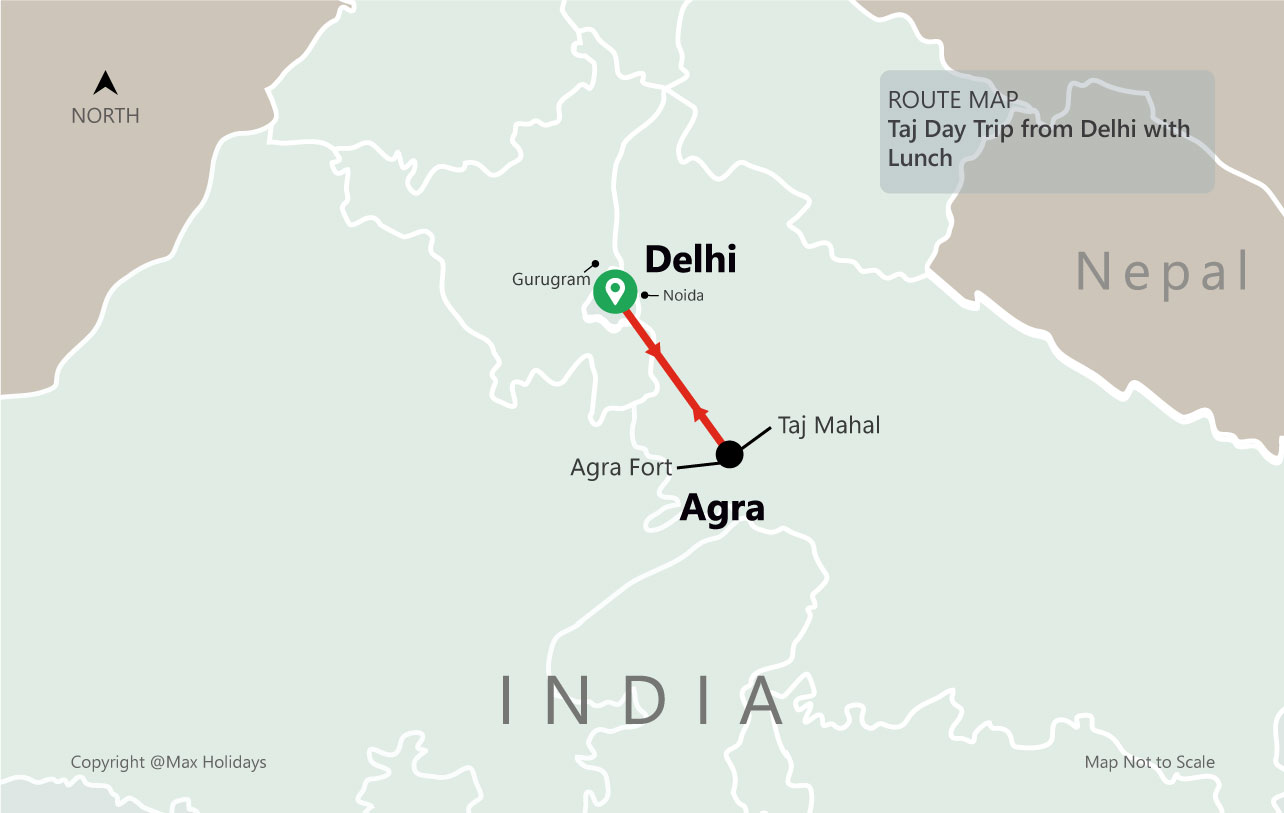 NORTH
ROUTE MAP
Taj Day Trip from Delhi with
Lunch
Delhi
Nepal
Gurugram
Noida
Taj Mahal
Agra Fort
Agra
INDIA
Copyright @Max Holidays
Map Not to Scale